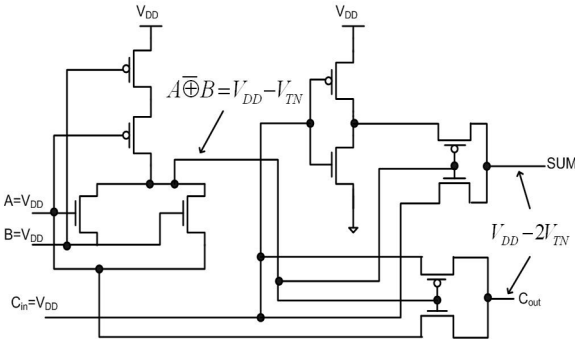 V_DD V_DD
A⊕̅B=V_DD−V_TN
SUM
A=V_DD
B=V_DD
V_DD−2V_TN
C_in=V_DD
C_out